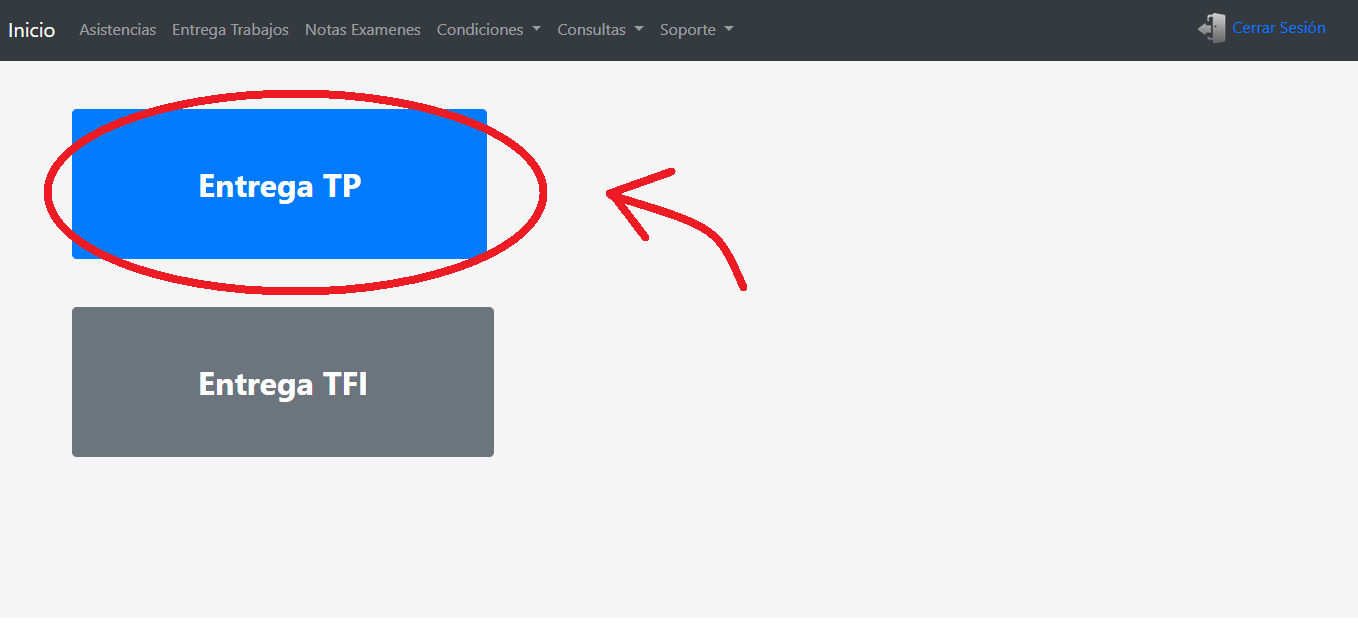 Inicio Asistencias Entrega Trabajos Notas Examenes Condiciones Consultas Soporte Cerrar Sesión
Entrega TP
Entrega TFI